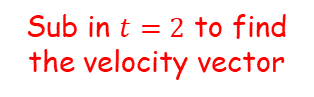 Sub in t = 2 to find
the velocity vector